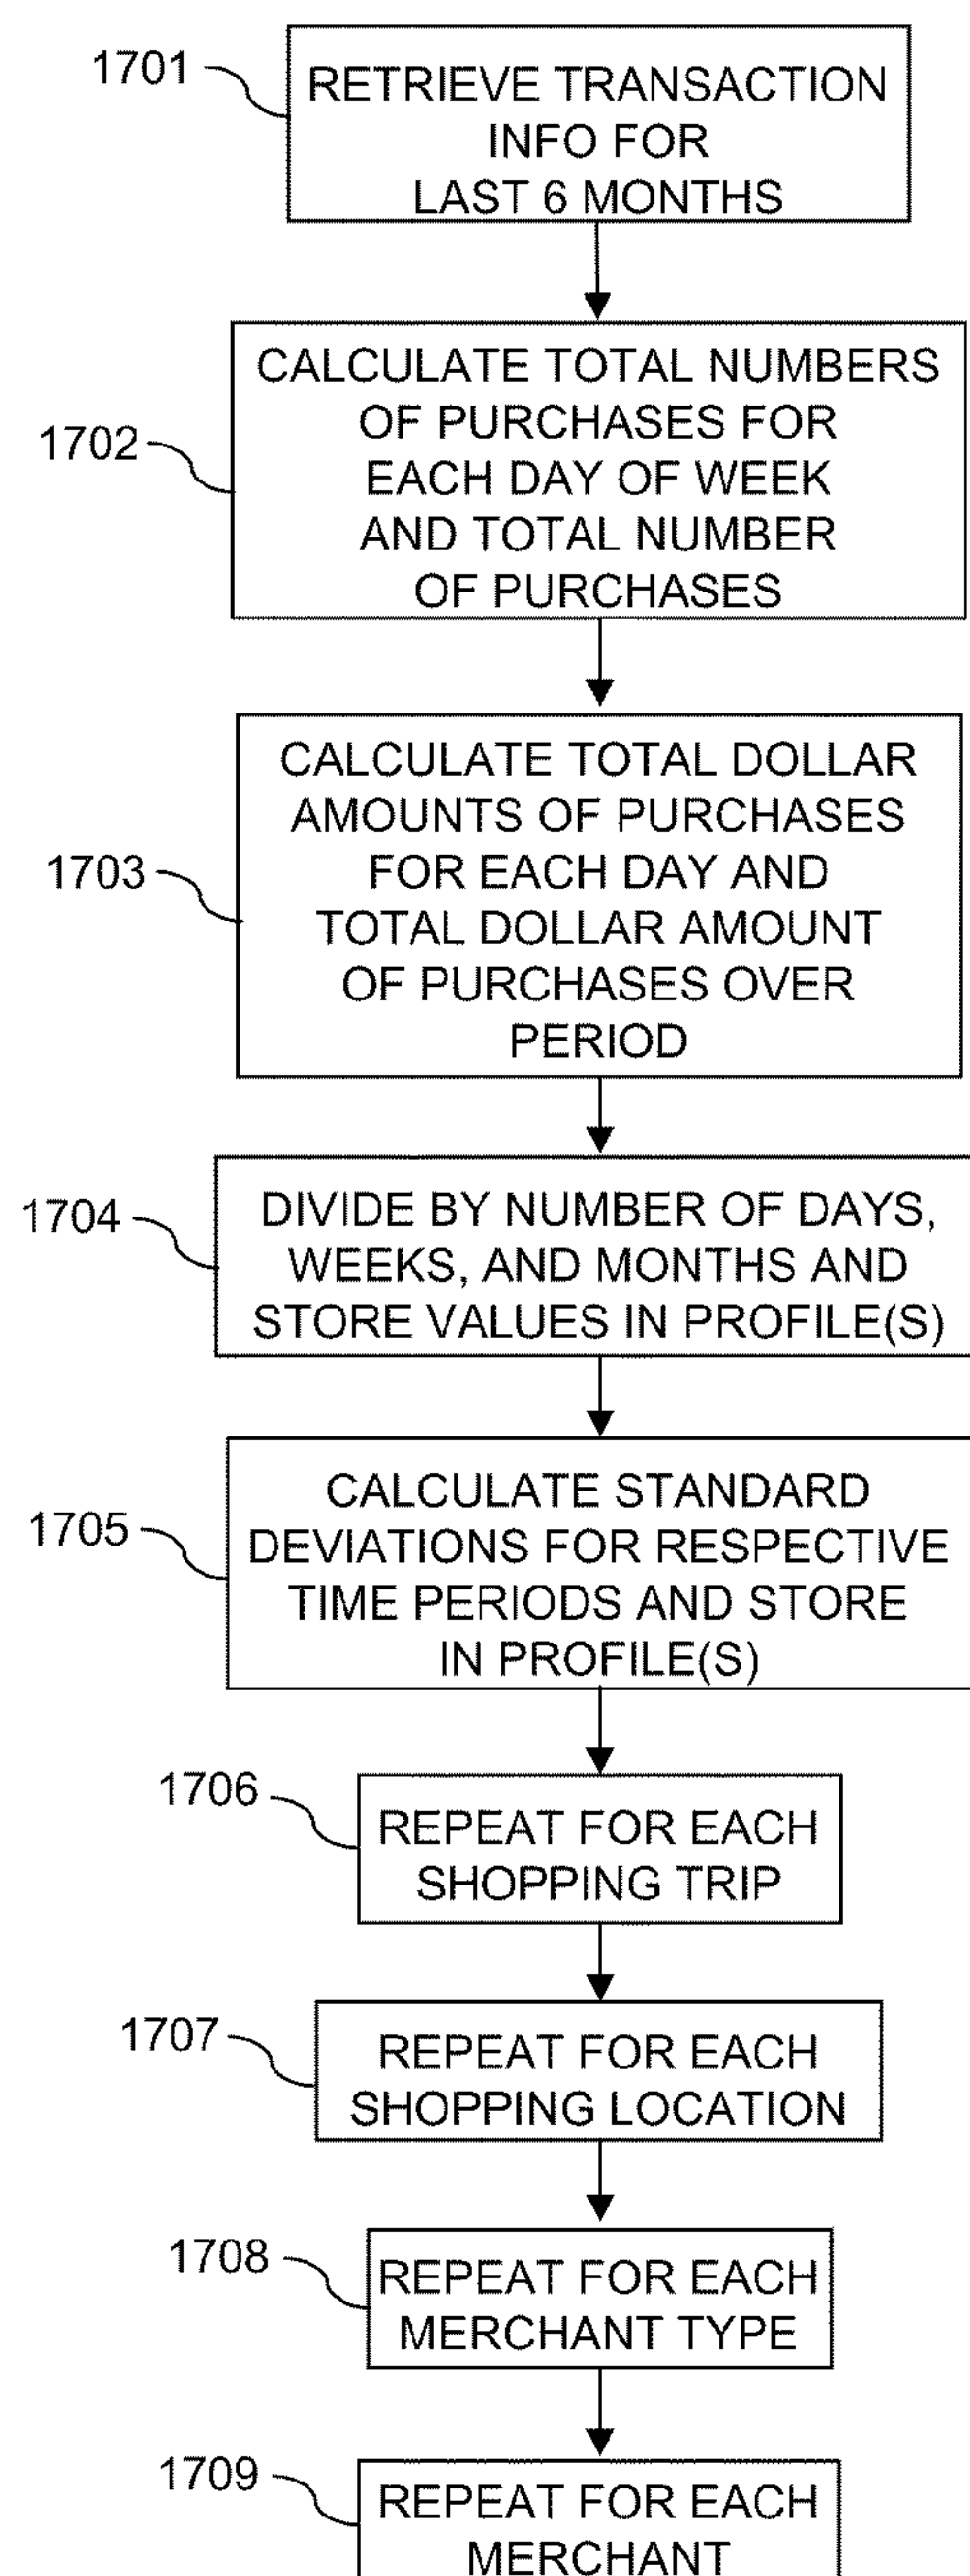 1701
RETRIEVE TRANSACTION
INFO FOR
LAST 6 MONTHS
1702
CALCULATE TOTAL NUMBERS
OF PURCHASES FOR
EACH DAY OF WEEK
AND TOTAL NUMBER
OF PURCHASES
1703
CALCULATE TOTAL DOLLAR
AMOUNTS OF PURCHASES
FOR EACH DAY AND
TOTAL DOLLAR AMOUNT
OF PURCHASES OVER
PERIOD
1704
DIVIDE BY NUMBER OF DAYS,
WEEKS, AND MONTHS AND
STORE VALUES IN PROFILE(S)
1705
CALCULATE STANDARD
DEVIATIONS FOR RESPECTIVE
TIME PERIODS AND STORE
IN PROFILE(S)
1706
REPEAT FOR EACH
SHOPPING TRIP
1707
REPEAT FOR EACH
SHOPPING LOCATION
1708
REPEAT FOR EACH
MERCHANT TYPE
1709
REPEAT FOR EACH
MERCHANT